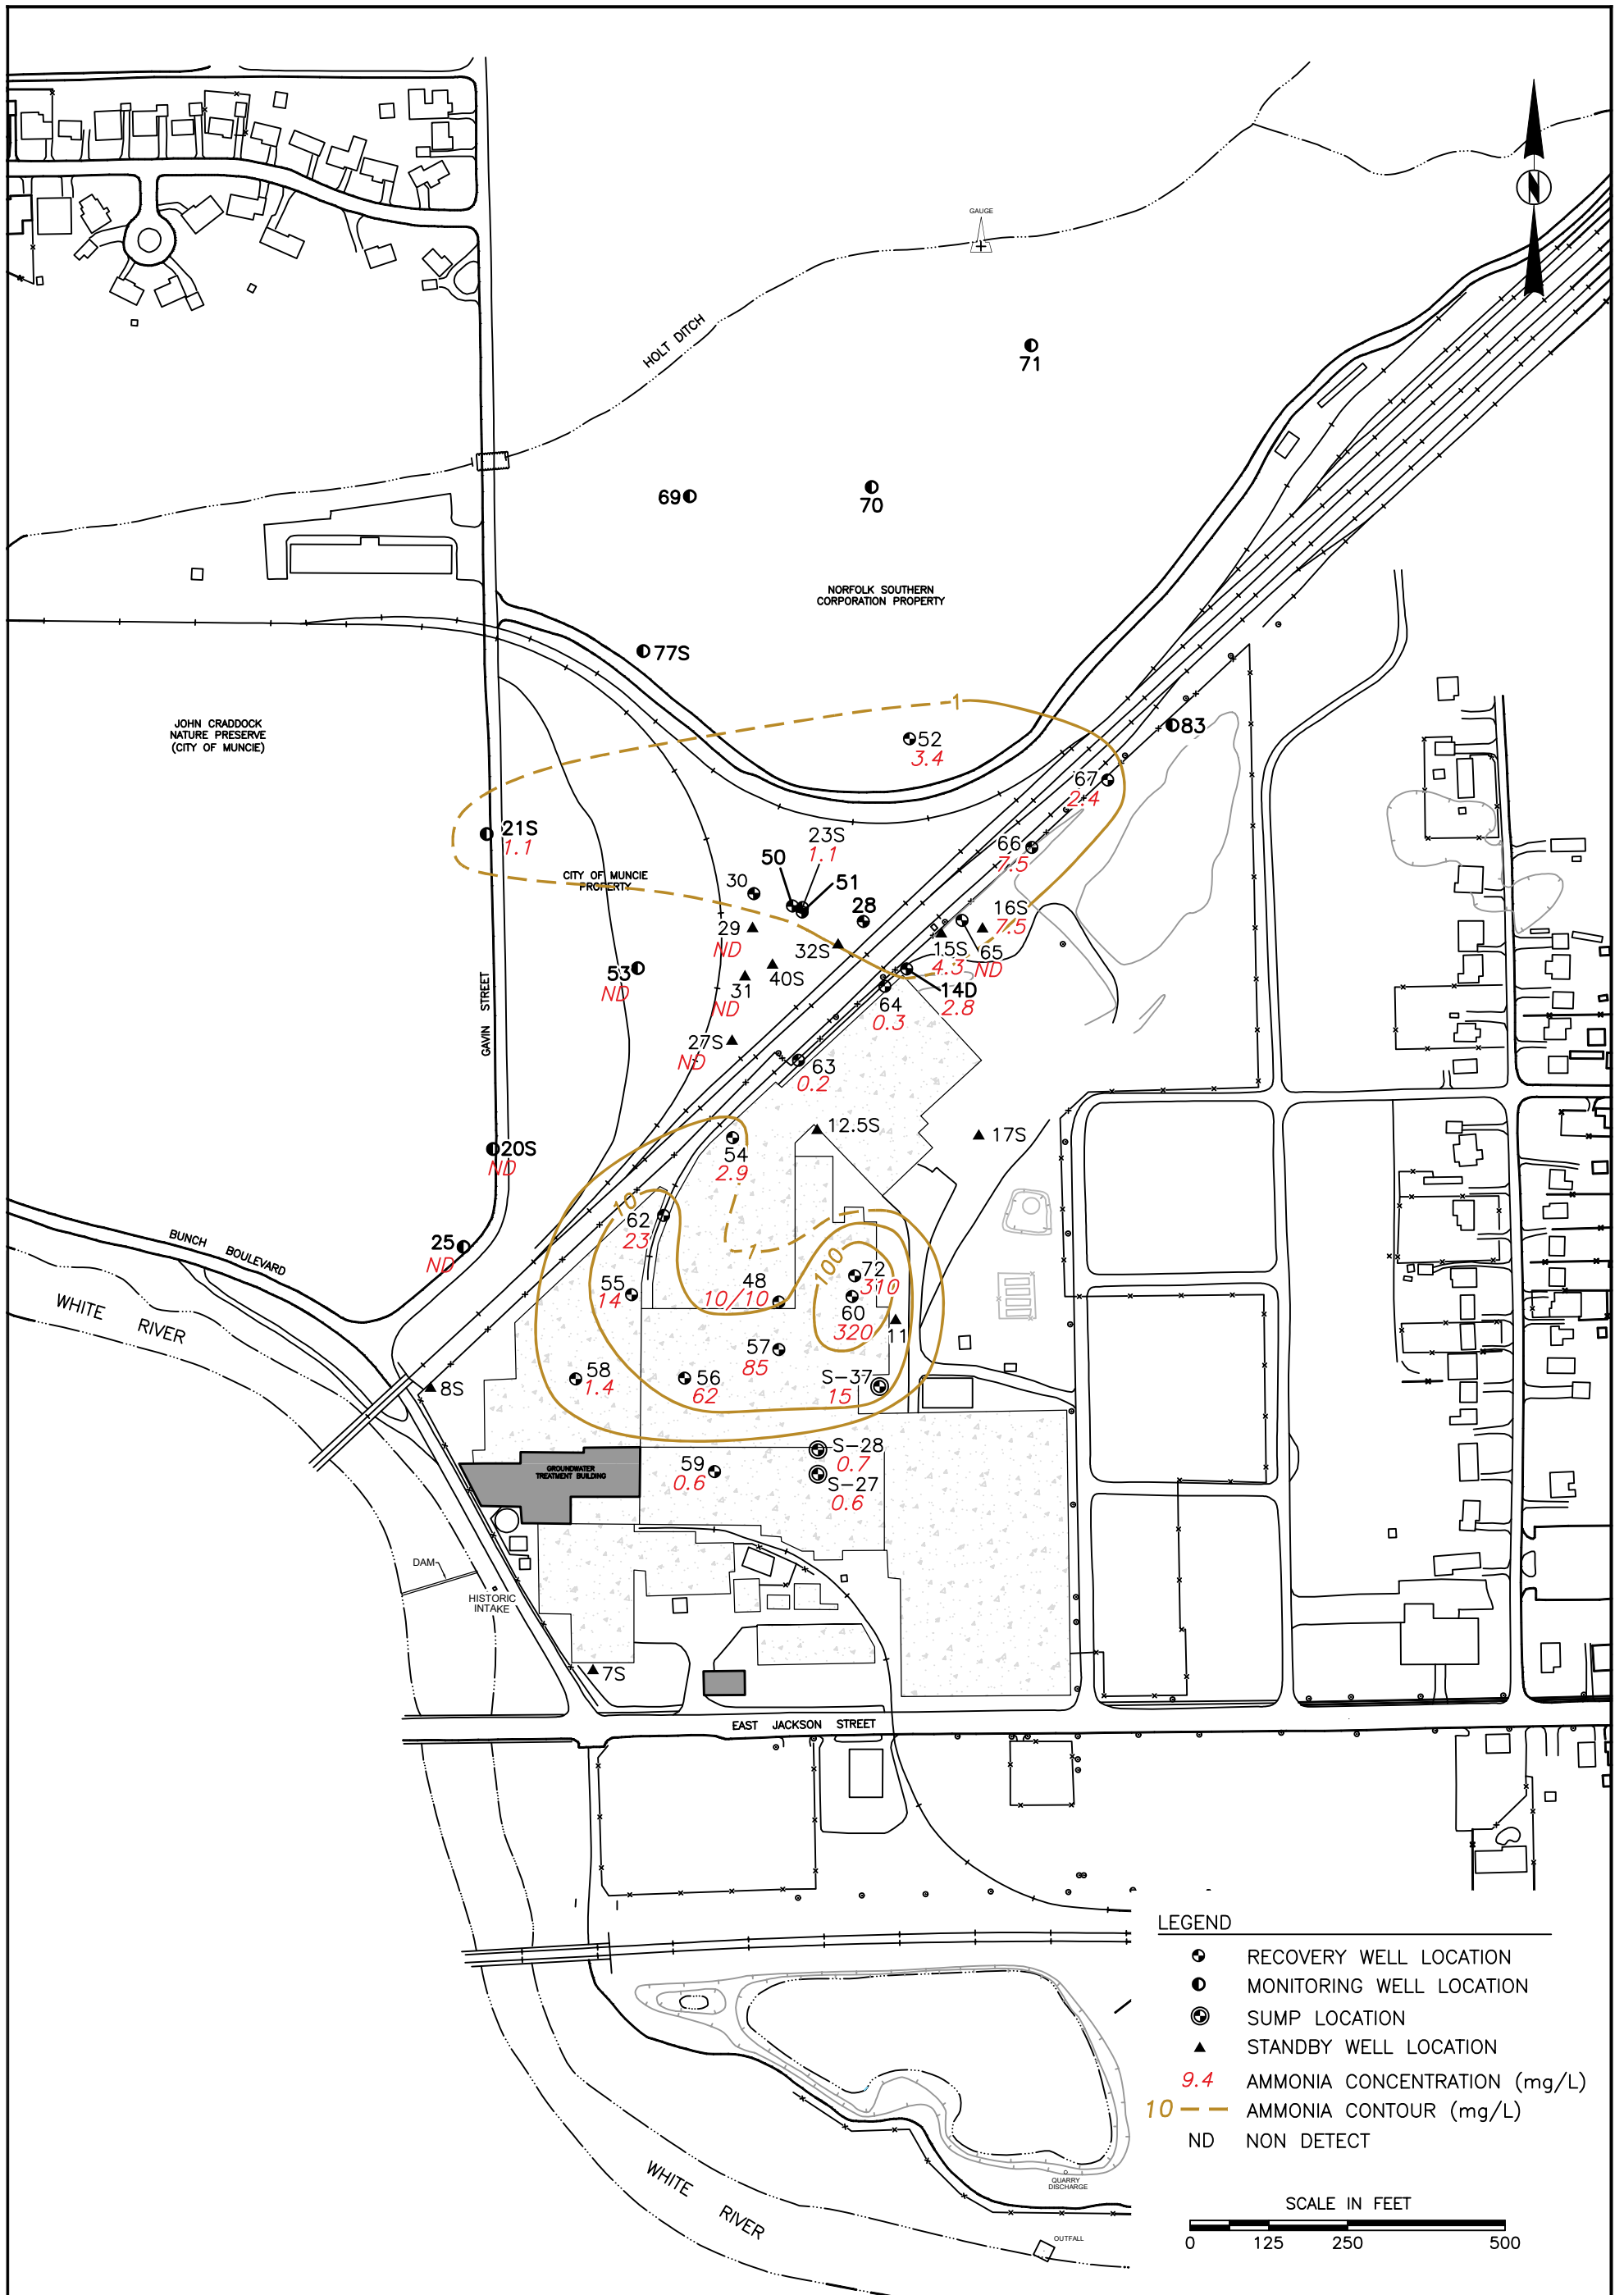 GAUGE
HOLT DITCH
71
69
70
NORFOLK SOUTHERN
CORPORATION PROPERTY
77S
JOHN CRADDOCK
NATURE PRESERVE
(CITY OF MUNCIE)
1
52
3.4
83
67
2.4
21S
1.1
23S
1.1
66
7.5
50
51
CITY OF MUNCIE
PROPERTY
30
28
16S
7.5
29
ND
32S
15S
4.3
65
ND
53
ND
40S
31
ND
14D
2.8
64
0.3
GAVIN STREET
27S
ND
63
0.2
12.5S
17S
20S
ND
54
2.9
10
62
23
1
25
ND
BUNCH BOULEVARD
100
72
310
55
14
48
10/10
60
320
11
WHITE RIVER
57
85
58
1.4
56
62
S-37
15
8S
S-28
0.7
59
0.6
S-27
0.6
GROUNDWATER
TREATMENT BUILDING
DAM
HISTORIC
INTAKE
7S
EAST JACKSON STREET
LEGEND
RECOVERY WELL LOCATION
MONITORING WELL LOCATION
SUMP LOCATION
STANDBY WELL LOCATION
9.4 AMMONIA CONCENTRATION (mg/L)
10 AMMONIA CONTOUR (mg/L)
ND NON DETECT
QUARRY
DISCHARGE
WHITE RIVER
OUTFALL
SCALE IN FEET
0 125 250 500